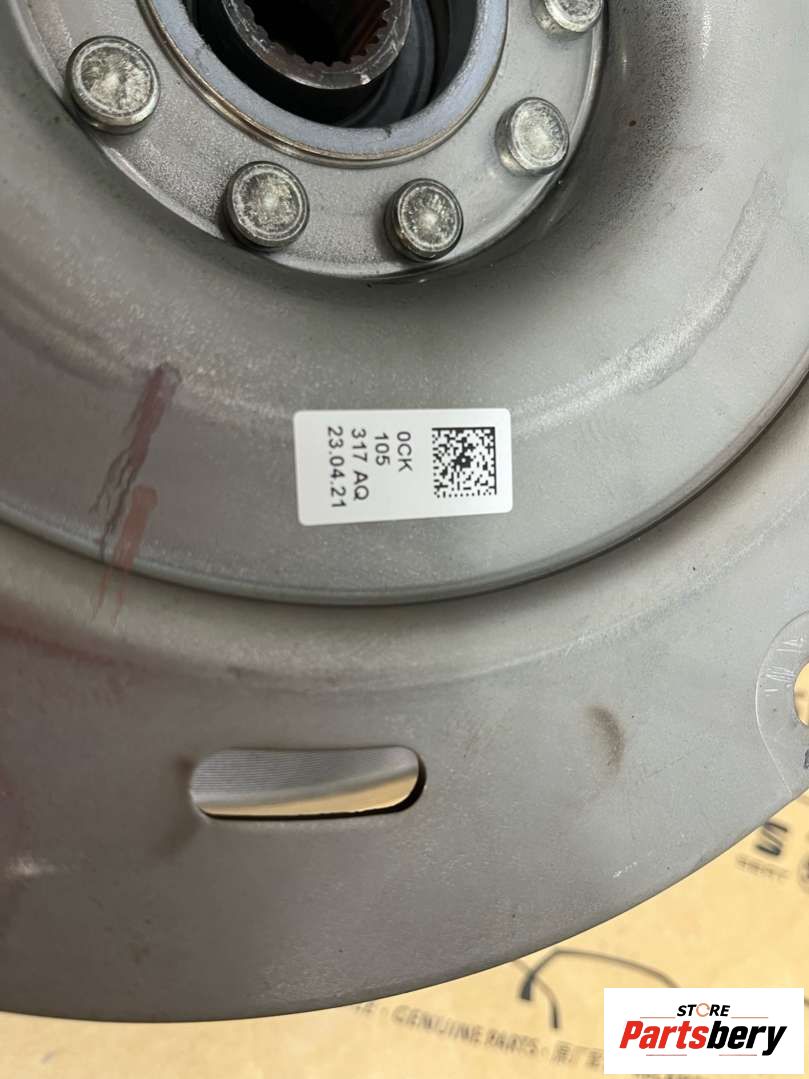 0CK
105
317 AQ
23.04.21
GENUINE PARTS
STORE
Partsbery